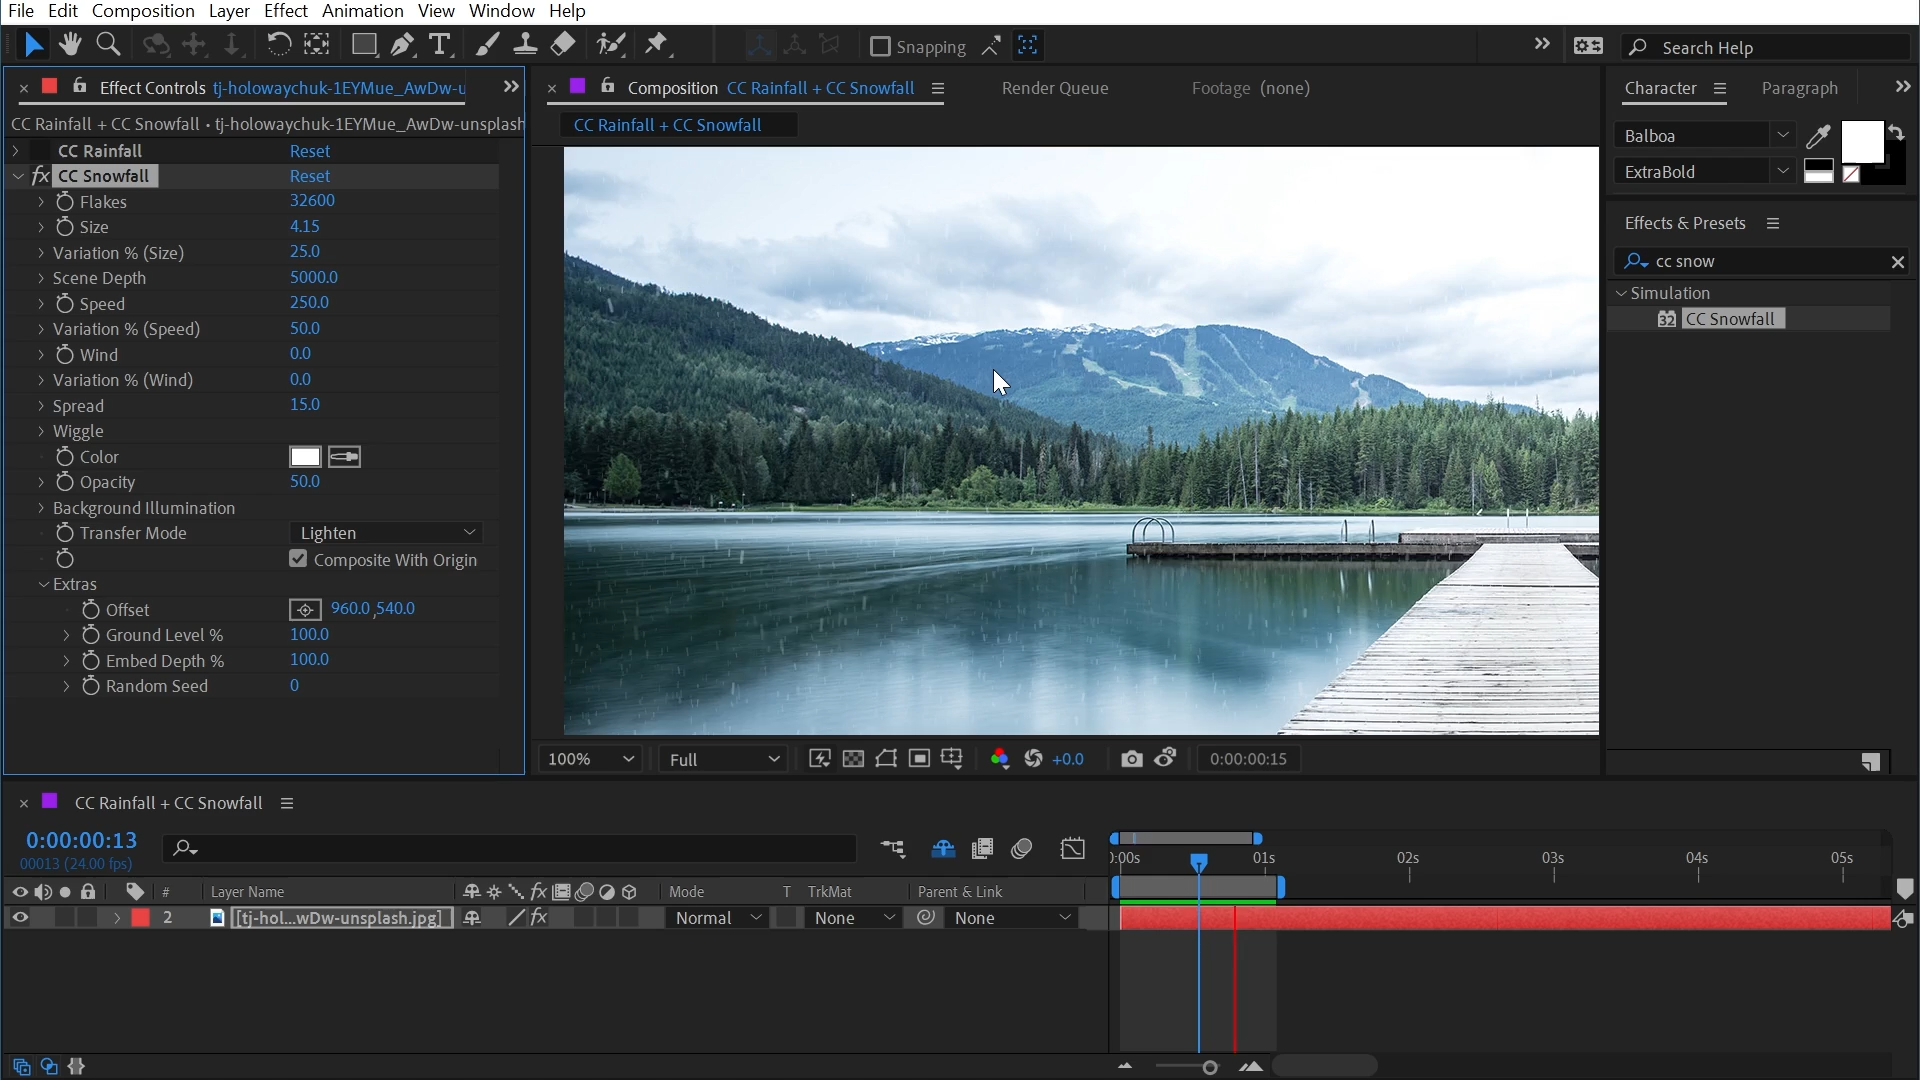 File Edit Composition Layer Effect Animation View Window Help
Snapping
Search Help
Effect Controls tj-holowaychuk-1EYMue_AwDw-u
CC Rainfall + CC Snowfall • tj-holowaychuk-1EYMue_AwDw-unsplash
CC Rainfall Reset
fx CC Snowfall Reset
Flakes 32600
Size 4.15
Variation % (Size) 25.0
Scene Depth 5000.0
Speed 250.0
Variation % (Speed) 50.0
Wind 0.0
Variation % (Wind) 0.0
Spread 15.0
Wiggle
Color
Opacity 50.0
Background Illumination
Transfer Mode Lighten
Composite With Origin
Extras
Offset 960.0 ,540.0
Ground Level % 100.0
Embed Depth % 100.0
Random Seed 0
Composition CC Rainfall + CC Snowfall Render Queue Footage (none)
CC Rainfall + CC Snowfall
100% Full +0.0 0:00:00:15
Character Paragraph
Balboa
ExtraBold
Effects & Presets
cc snow
Simulation
32 CC Snowfall
CC Rainfall + CC Snowfall
0:00:00:13
00013 (24.00 fps)
):00s 01s 02s 03s 04s 05s
# Layer Name fx Mode T TrkMat Parent & Link
2 [tj-hol...wDw-unsplash.jpg] fx Normal None None